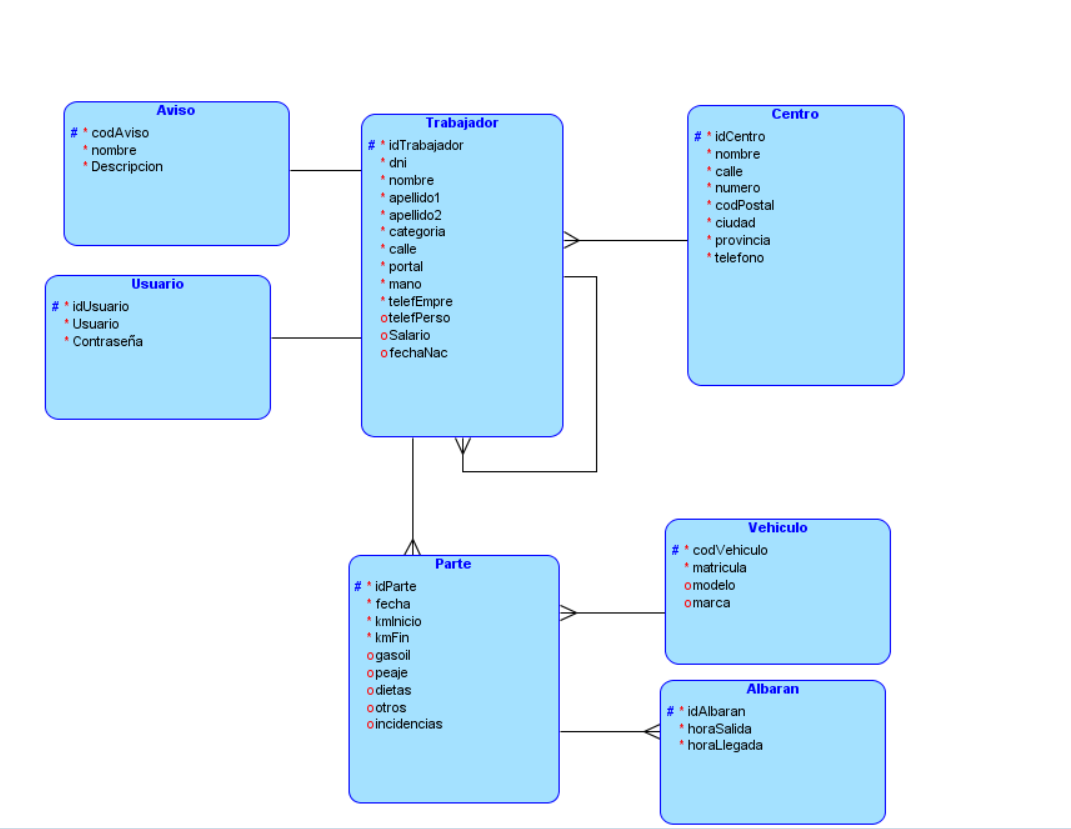 Aviso
# * codAviso
* nombre
* Descripcion
Usuario
# * idUsuario
* Usuario
* Contraseña
Trabajador
# * idTrabajador
* dni
* nombre
* apellido1
* apellido2
* categoria
* calle
* portal
* mano
* telefEmpre
o telefPerso
o Salario
o fechaNac
Centro
# * idCentro
* nombre
* calle
* numero
* codPostal
* ciudad
* provincia
* telefono
Parte
# * idParte
* fecha
* kmInicio
* kmFin
o gasoil
o peaje
o dietas
o otros
o incidencias
Vehiculo
# * codVehiculo
* matricula
o modelo
o marca
Albaran
# * idAlbaran
* horaSalida
* horaLlegada